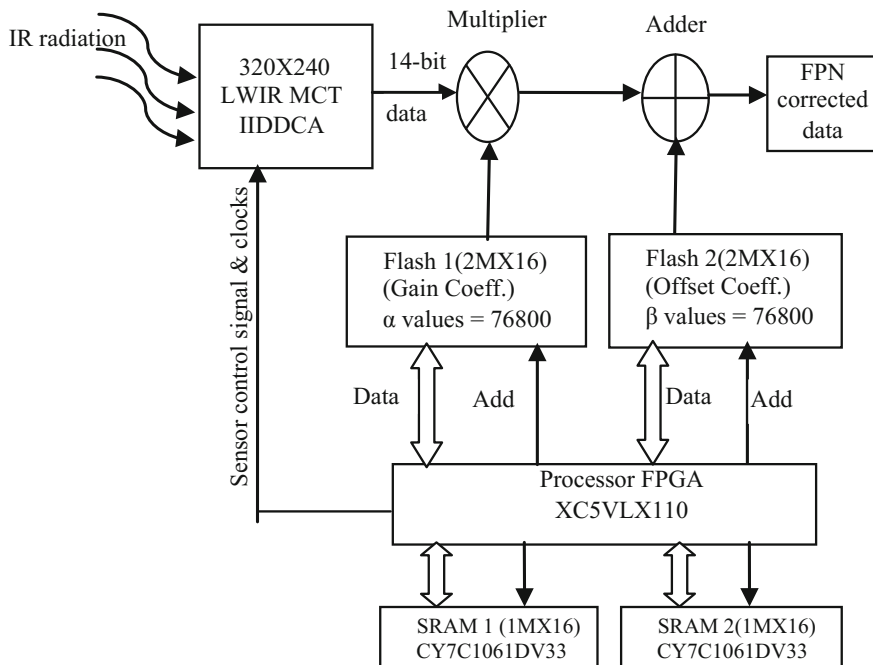 Multiplier
Adder
IR radiation
320X240
LWIR MCT
IIDDCA
14-bit
data
FPN
corrected
data
Sensor control signal & clocks
Flash 1(2MX16)
(Gain Coeff.)
α values = 76800
Flash 2(2MX16)
(Offset Coeff.)
β values = 76800
Data
Add
Data
Add
Processor FPGA
XC5VLX110
SRAM 1 (1MX16)
CY7C1061DV33
SRAM 2(1MX16)
CY7C1061DV33